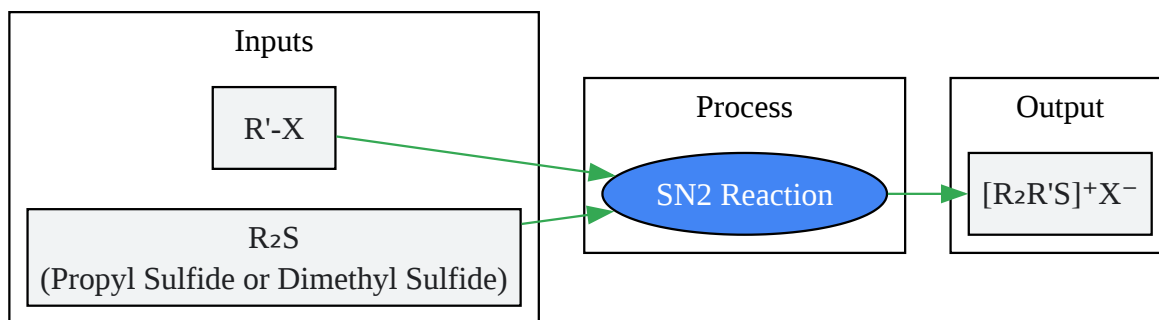 Inputs
R'-X
R₂S
(Propyl Sulfide or Dimethyl Sulfide)
Process
SN2 Reaction
Output
[R₂R'S]⁺X⁻